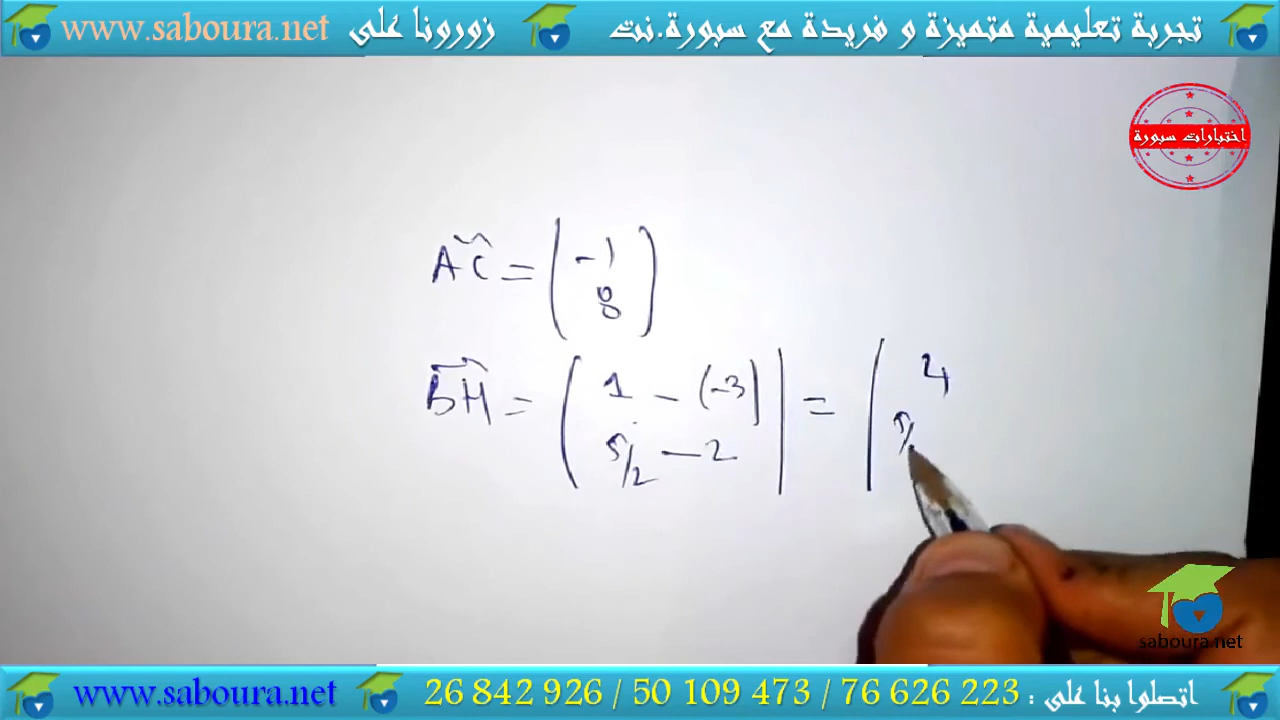 تجربة تعليمية متميزة و فريدة مع سبورة.نت زورونا على www.saboura.net
اختبارات سبورة
AC = (-1
8)
BH = (1 - (-3)
5/2 - 2) = (4
5/
saboura.net
اتصلوا بنا على : 26 842 926 / 50 109 473 / 76 626 223 www.saboura.net